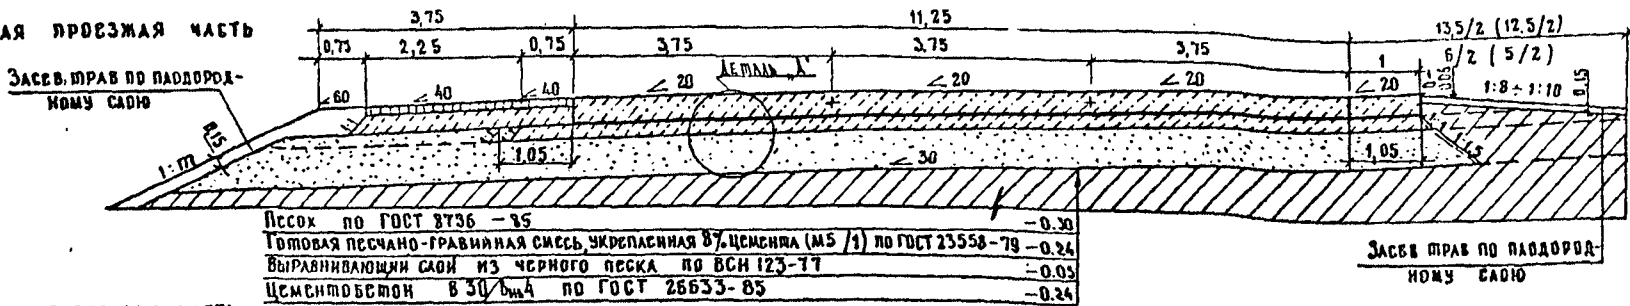 АЯ ПРОЕЗЖАЯ ЧАСТЬ
3,75
11,25
13,5/2 (12,5/2)
0,75
2,25
0,75
3,75
3,75
3,75
1
6/2 (5/2)
ЗАСЕВ ТРАВ ПО ПЛОДОРОД-
НОМУ СЛОЮ
∠60
∠40
∠40
∠20
ДЕТАЛЬ „А"
∠20
∠20
∠20
1:8 ÷ 1:10
0,15
0,15
1:m
1,05
∠30
1,05
1:1,5
ПЕСОК ПО ГОСТ 8736 -85 -0.30
ГОТОВАЯ ПЕСЧАНО-ГРАВИЙНАЯ СМЕСЬ, УКРЕПЛЕННАЯ 8% ЦЕМЕНТА (М5/1) ПО ГОСТ 23558-79 -0.24
ВЫРАВНИВАЮЩИЙ СЛОЙ ИЗ ЧЕРНОГО ПЕСКА ПО ВСН 123-77 -0.05
ЦЕМЕНТОБЕТОН В 30/Вtв4 ПО ГОСТ 26633-85 -0.24
ЗАСЕВ ТРАВ ПО ПЛОДОРОД-
НОМУ СЛОЮ